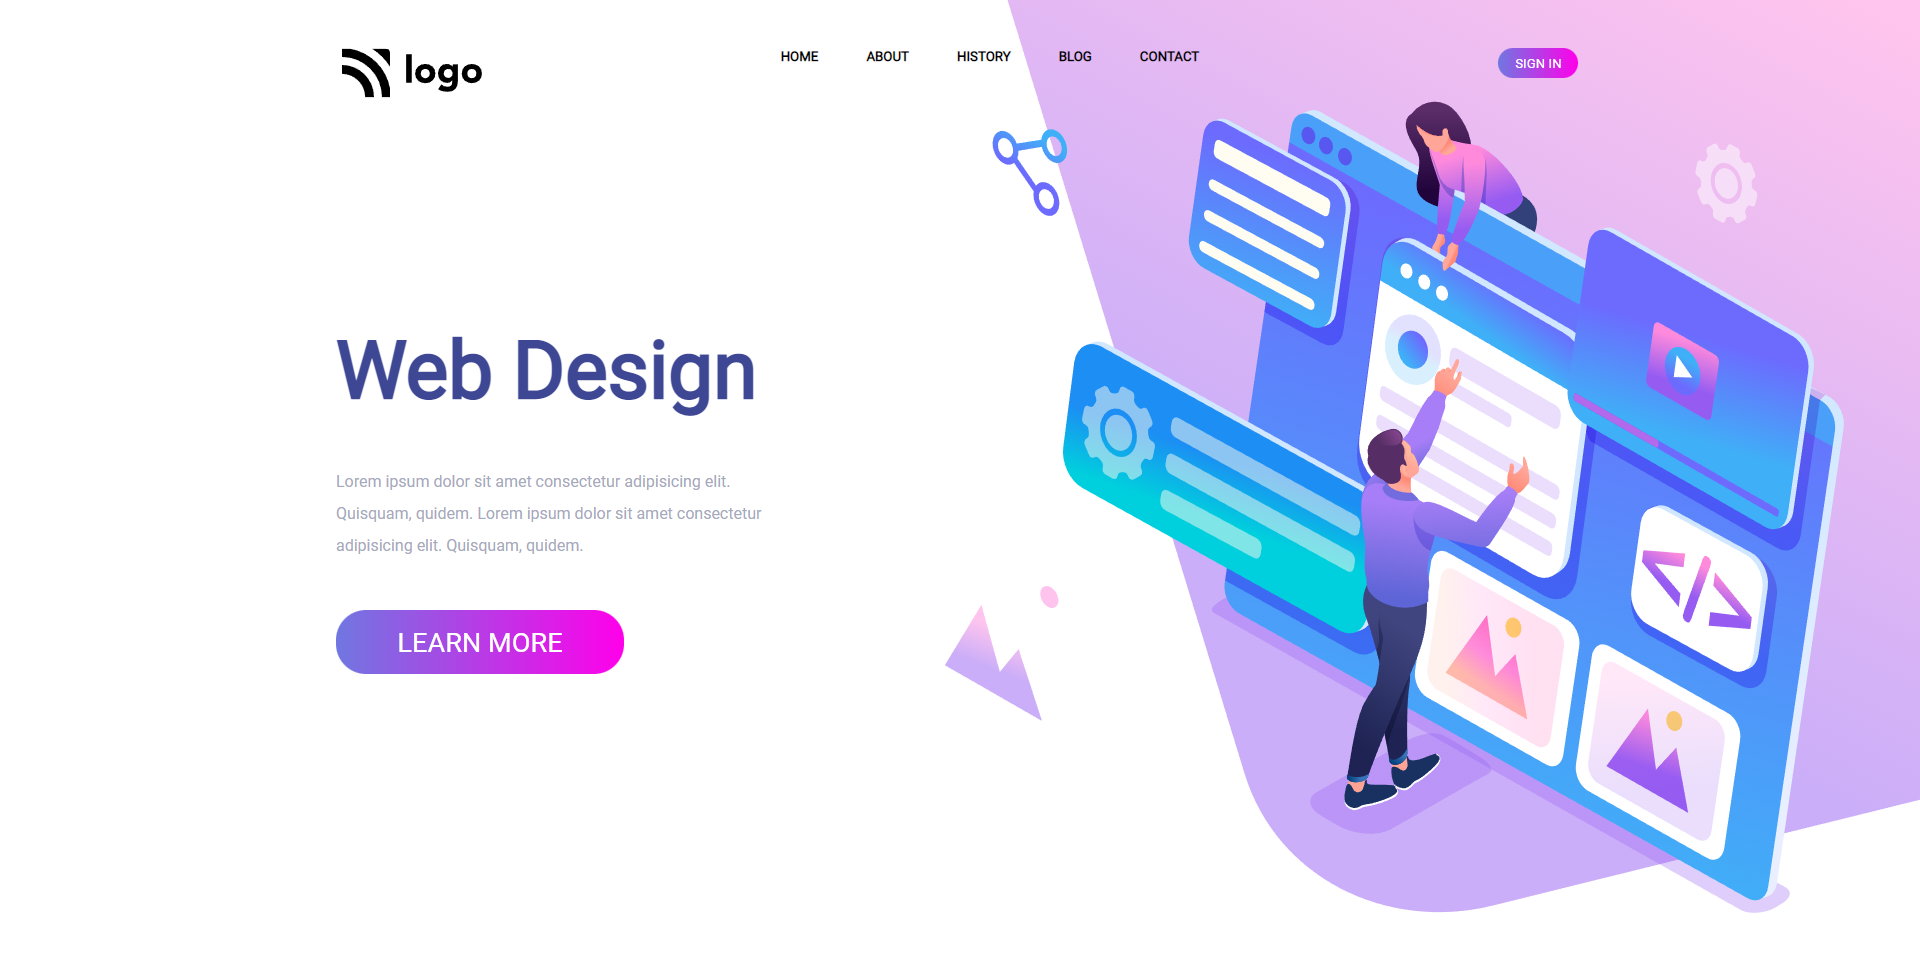 logo
HOME ABOUT HISTORY BLOG CONTACT
SIGN IN
Web Design
Lorem ipsum dolor sit amet consectetur adipisicing elit.
Quisquam, quidem. Lorem ipsum dolor sit amet consectetur
adipisicing elit. Quisquam, quidem.
LEARN MORE
</>